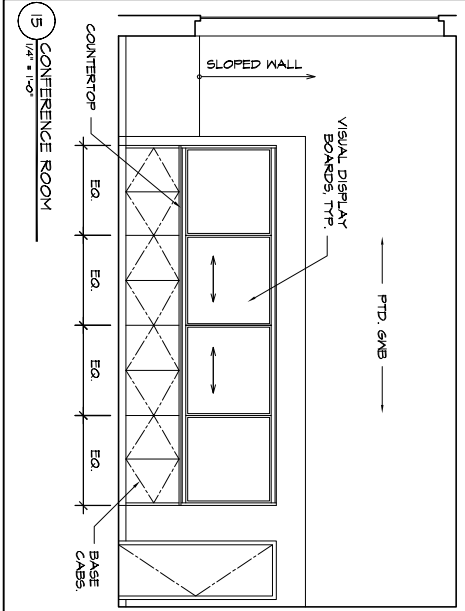 SLOPED WALL
VISUAL DISPLAY
BOARDS, TYP.
PTD. GWB
COUNTERTOP
EQ.
EQ.
EQ.
EQ.
BASE
CABS.
15
CONFERENCE ROOM
1/4" = 1'-0"